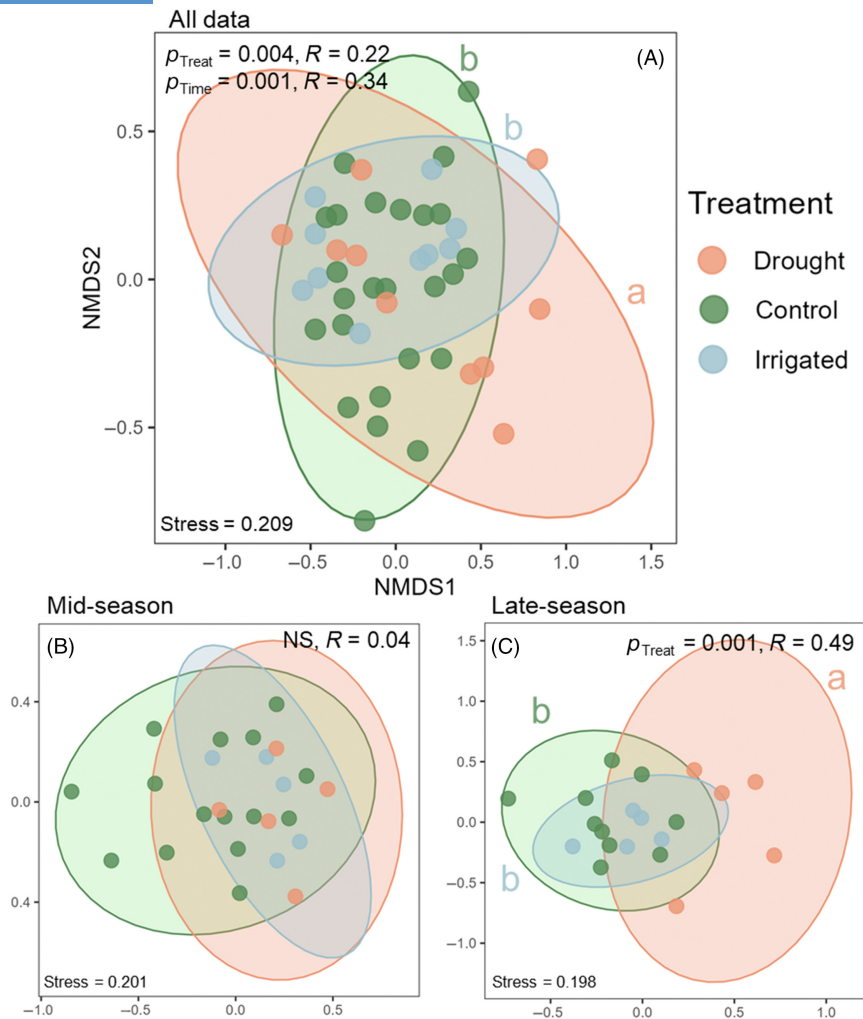 All data
pTreat = 0.004, R = 0.22
pTime = 0.001, R = 0.34
(A)
b
b
a
0.5
0.0
−0.5
NMDS2
Stress = 0.209
−1.0 −0.5 0.0 0.5 1.0 1.5
NMDS1
Treatment
Drought
Control
Irrigated
Mid-season
(B)
NS, R = 0.04
0.4
0.0
0.4
Stress = 0.201
−1.0 −0.5 0.0 0.5
Late-season
(C)
pTreat = 0.001, R = 0.49
a
b
b
1.5
1.0
0.5
0.0
−0.5
−1.0
Stress = 0.198
−0.5 0.0 0.5 1.0